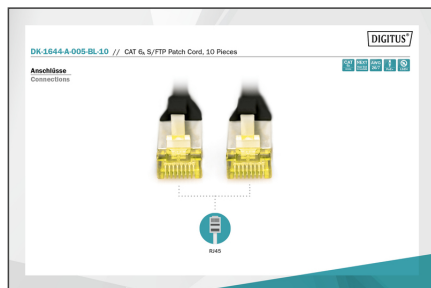 DIGITUS®
DK-1644-A-005-BL-10 // CAT 6A S/FTP Patch Cord, 10 Pieces
Anschlüsse
Connections
RJ45